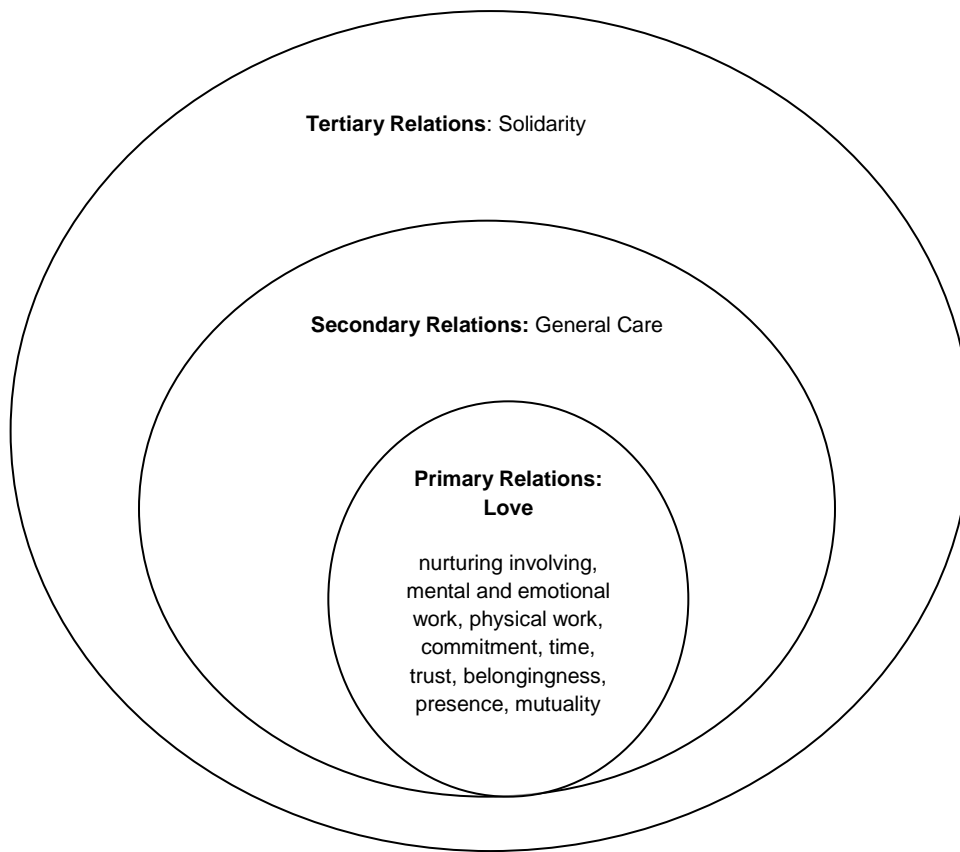 Tertiary Relations: Solidarity
Secondary Relations: General Care
Primary Relations:
Love
nurturing involving,
mental and emotional
work, physical work,
commitment, time,
trust, belongingness,
presence, mutuality